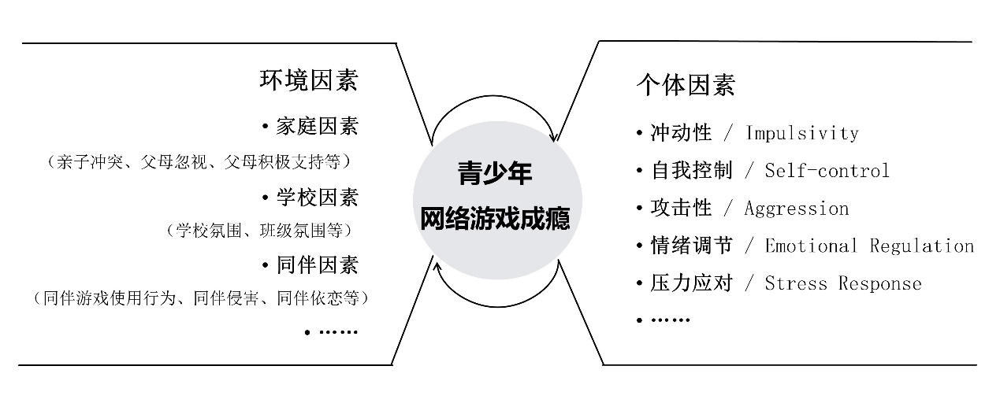 环境因素
• 家庭因素
（亲子冲突、父母忽视、父母积极支持等）
• 学校因素
（学校氛围、班级氛围等）
• 同伴因素
（同伴游戏使用行为、同伴侵害、同伴依恋等）
• ……
青少年
网络游戏成瘾
个体因素
• 冲动性 / Impulsivity
• 自我控制 / Self-control
• 攻击性 / Aggression
• 情绪调节 / Emotional Regulation
• 压力应对 / Stress Response
• ……